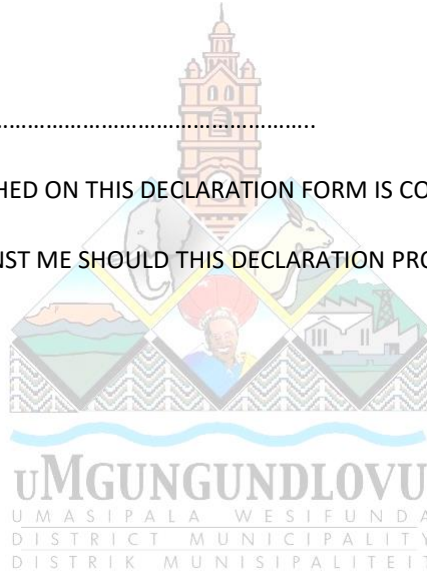 ………………………………………………..
HED ON THIS DECLARATION FORM IS CO
NST ME SHOULD THIS DECLARATION PRO
UMGUNGUNDLOVU
UMASIPALA WESIFUNDA
DISTRICT MUNICIPALITY
DISTRIK MUNISIPALITEIT